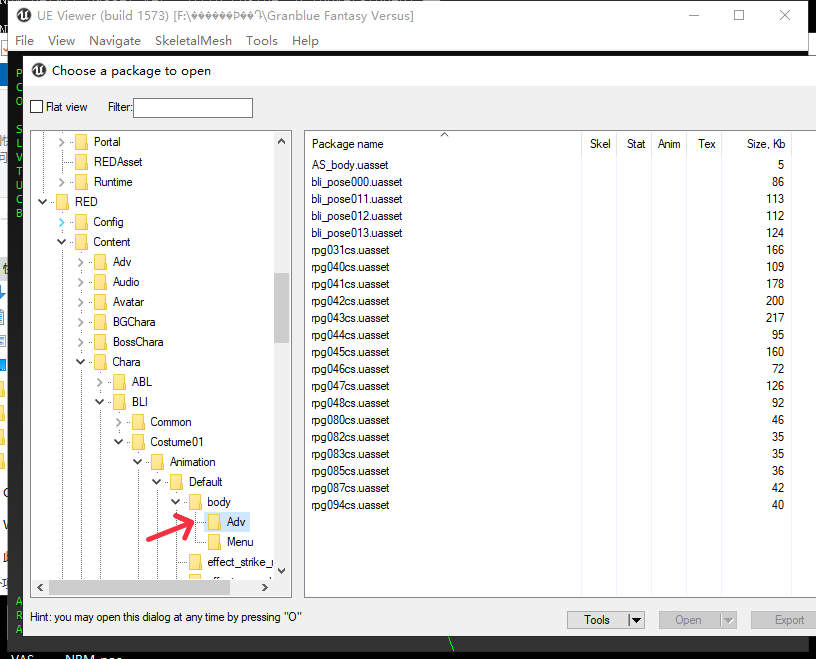 UE Viewer (build 1573) [F:\������Þ��Ղ\Granblue Fantasy Versus]
File View Navigate SkeletalMesh Tools Help
Choose a package to open
Flat view Filter:
Portal
REDAsset
Runtime
RED
Config
Content
Adv
Audio
Avatar
BGChara
BossChara
Chara
ABL
BLI
Common
Costume01
Animation
Default
body
Adv
Menu
effect_strike_r
Package name Skel Stat Anim Tex Size, Kb
AS_body.uasset 5
bli_pose000.uasset 86
bli_pose011.uasset 113
bli_pose012.uasset 112
bli_pose013.uasset 124
rpg031cs.uasset 166
rpg040cs.uasset 109
rpg041cs.uasset 178
rpg042cs.uasset 200
rpg043cs.uasset 217
rpg044cs.uasset 95
rpg045cs.uasset 160
rpg046cs.uasset 72
rpg047cs.uasset 126
rpg048cs.uasset 92
rpg080cs.uasset 46
rpg082cs.uasset 35
rpg083cs.uasset 35
rpg085cs.uasset 36
rpg087cs.uasset 42
rpg094cs.uasset 40
Hint: you may open this dialog at any time by pressing "O"
Tools Open Export